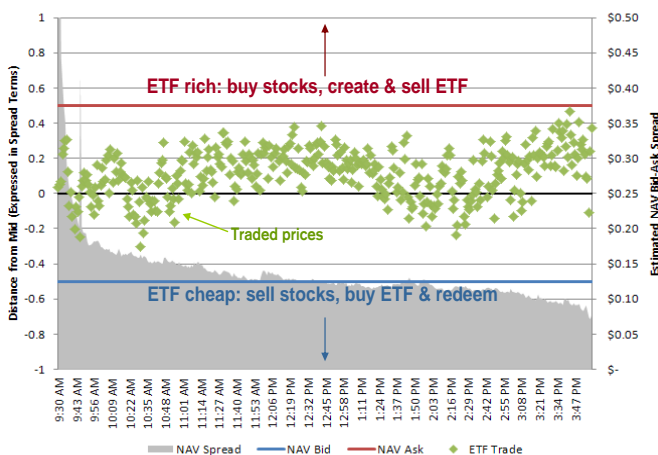 Distance from Mid (Expressed in Spread Terms)
1
0.8
0.6
0.4
0.2
0
-0.2
-0.4
-0.6
-0.8
-1
ETF rich: buy stocks, create & sell ETF
Traded prices
ETF cheap: sell stocks, buy ETF & redeem
$0.50
$0.45
$0.40
$0.35
$0.30
$0.25
$0.20
$0.15
$0.10
$0.05
$-
Estimated NAV Bid-Ask Spread
9:30 AM
9:43 AM
9:56 AM
10:09 AM
10:22 AM
10:35 AM
10:48 AM
11:01 AM
11:14 AM
11:27 AM
11:40 AM
11:53 AM
12:06 PM
12:19 PM
12:32 PM
12:45 PM
12:58 PM
1:11 PM
1:24 PM
1:37 PM
1:50 PM
2:03 PM
2:16 PM
2:29 PM
2:42 PM
2:55 PM
3:08 PM
3:21 PM
3:34 PM
3:47 PM
NAV Spread
NAV Bid
NAV Ask
ETF Trade